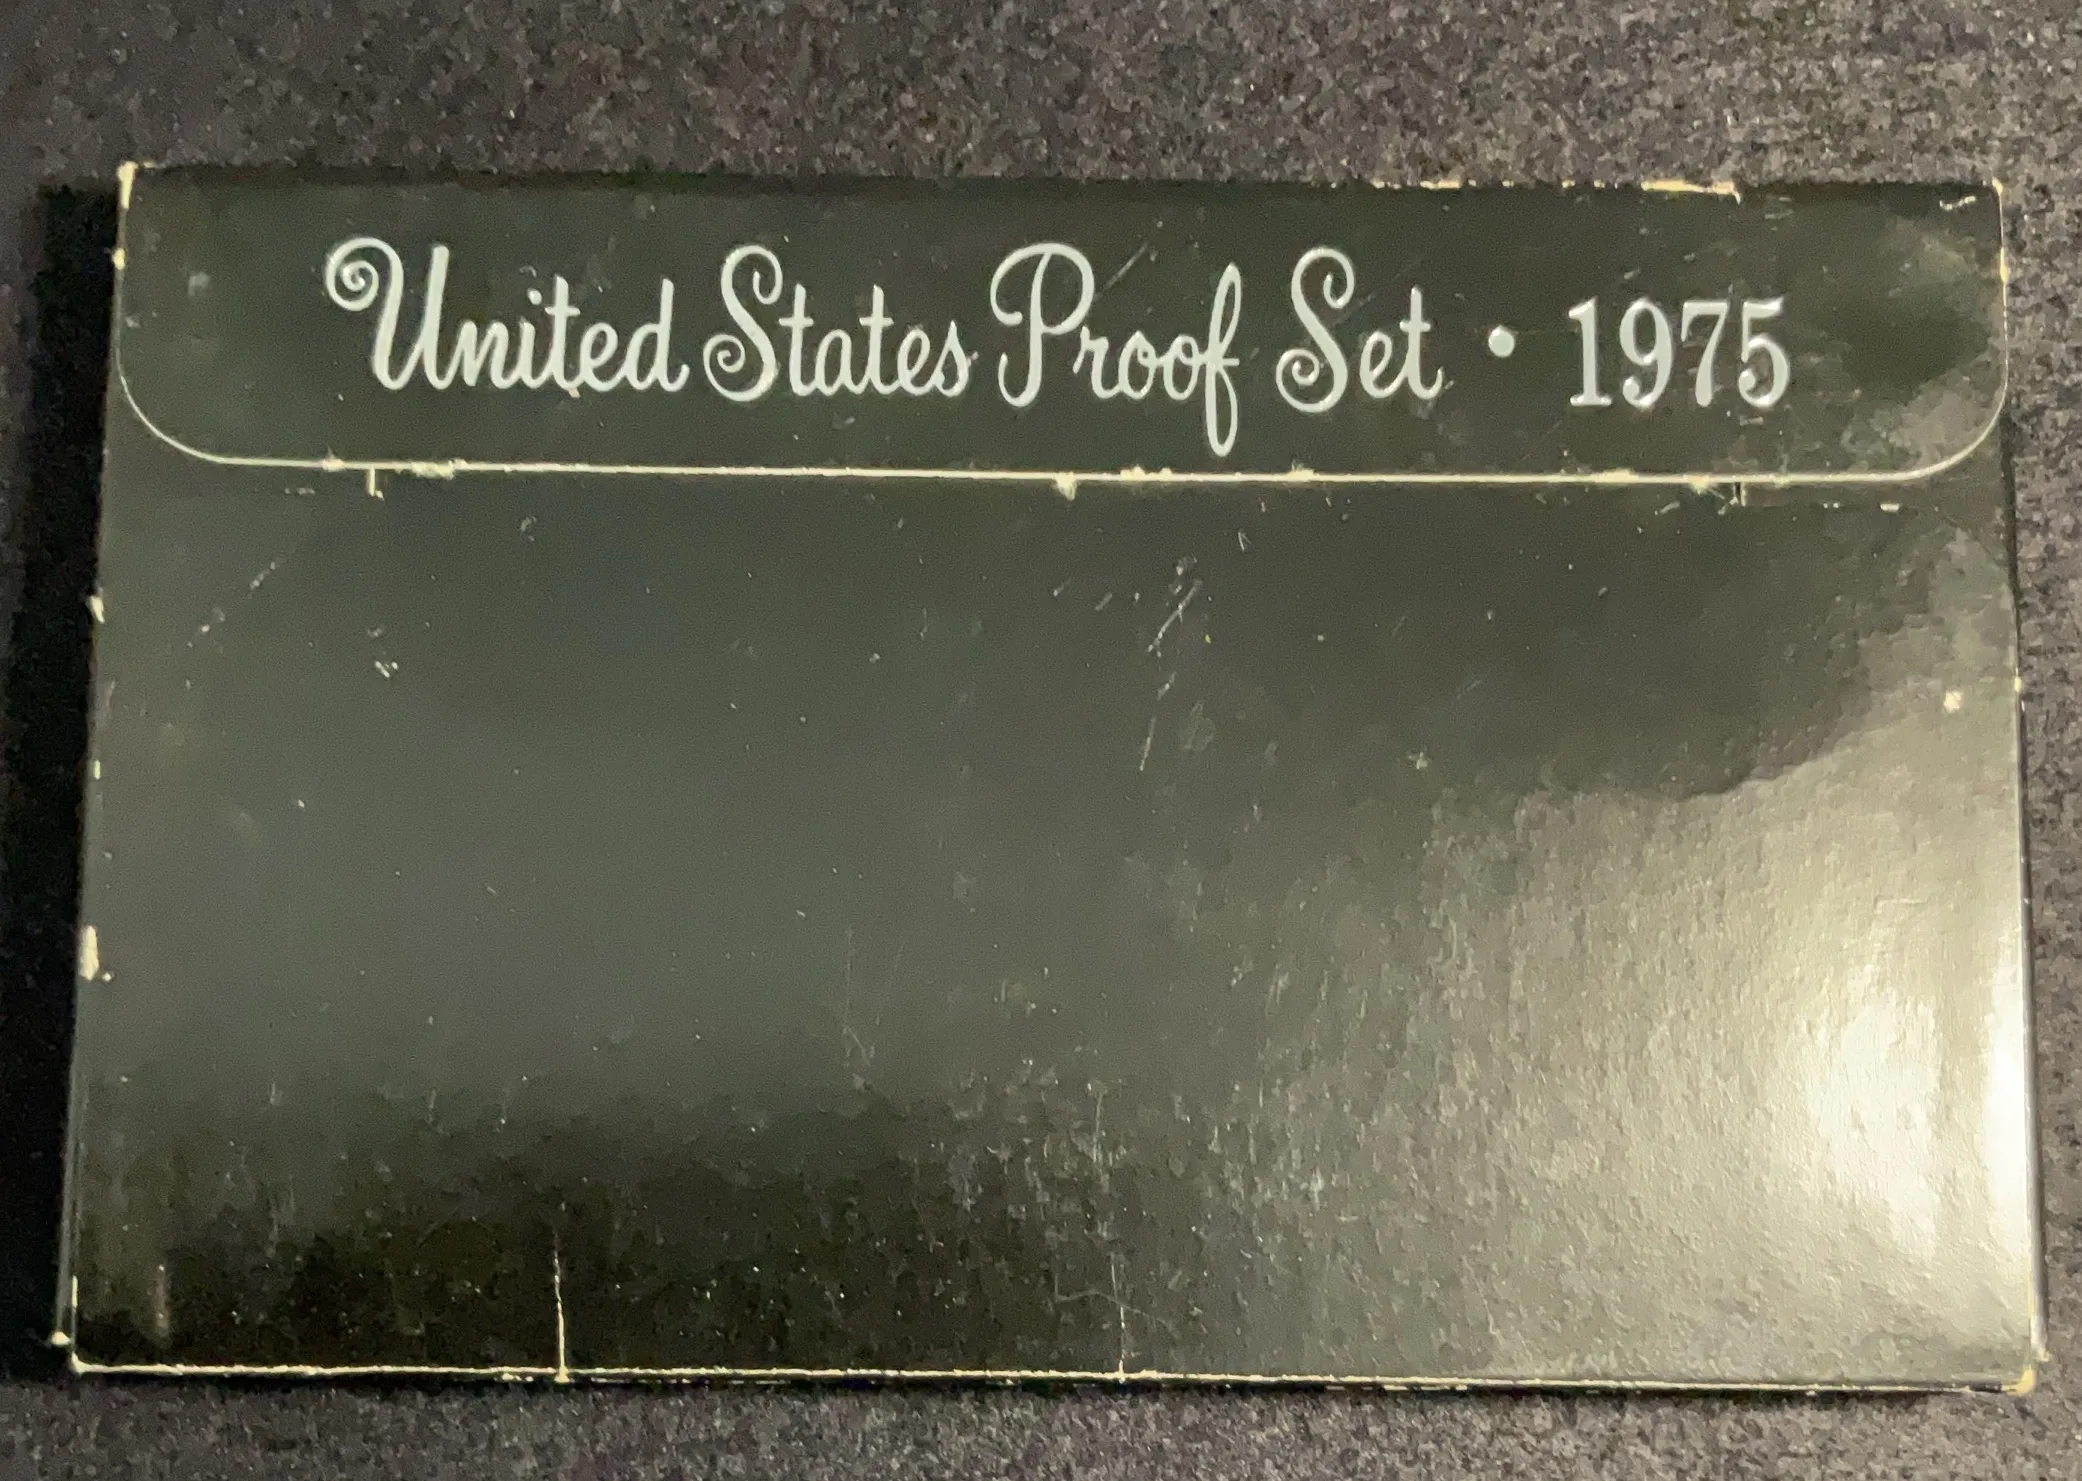 United States Proof Set • 1975